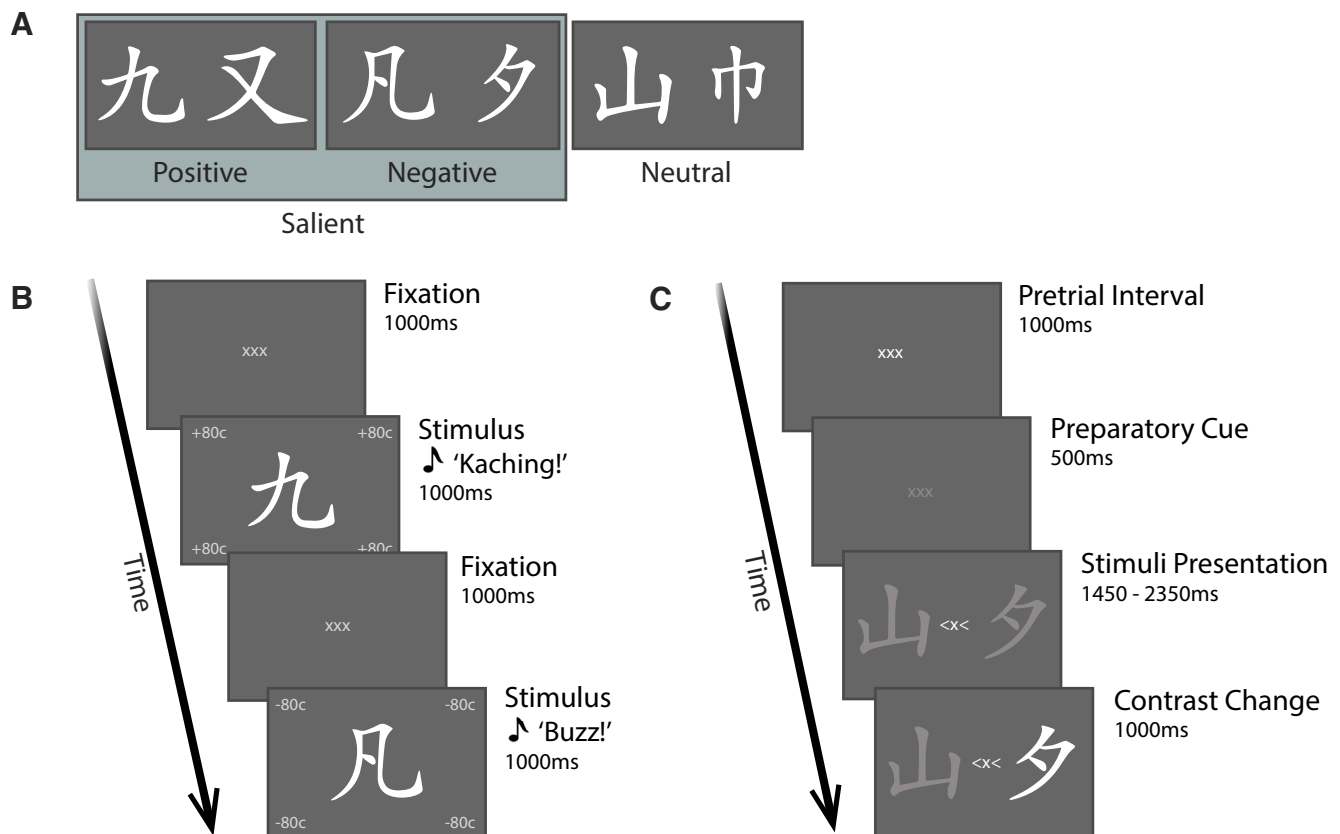 A
九 又 凡 夕 山 巾
Positive Negative Neutral
Salient
B
Time
Fixation
1000ms
xxx
Stimulus
♪ ‘Kaching!’
1000ms
+80c +80c
九
+80c +80c
Fixation
1000ms
xxx
Stimulus
♪ ‘Buzz!’
1000ms
-80c -80c
凡
-80c -80c
C
Time
Pretrial Interval
1000ms
xxx
Preparatory Cue
500ms
xxx
Stimuli Presentation
1450 - 2350ms
山 <x< 夕
Contrast Change
1000ms
山 <x< 夕